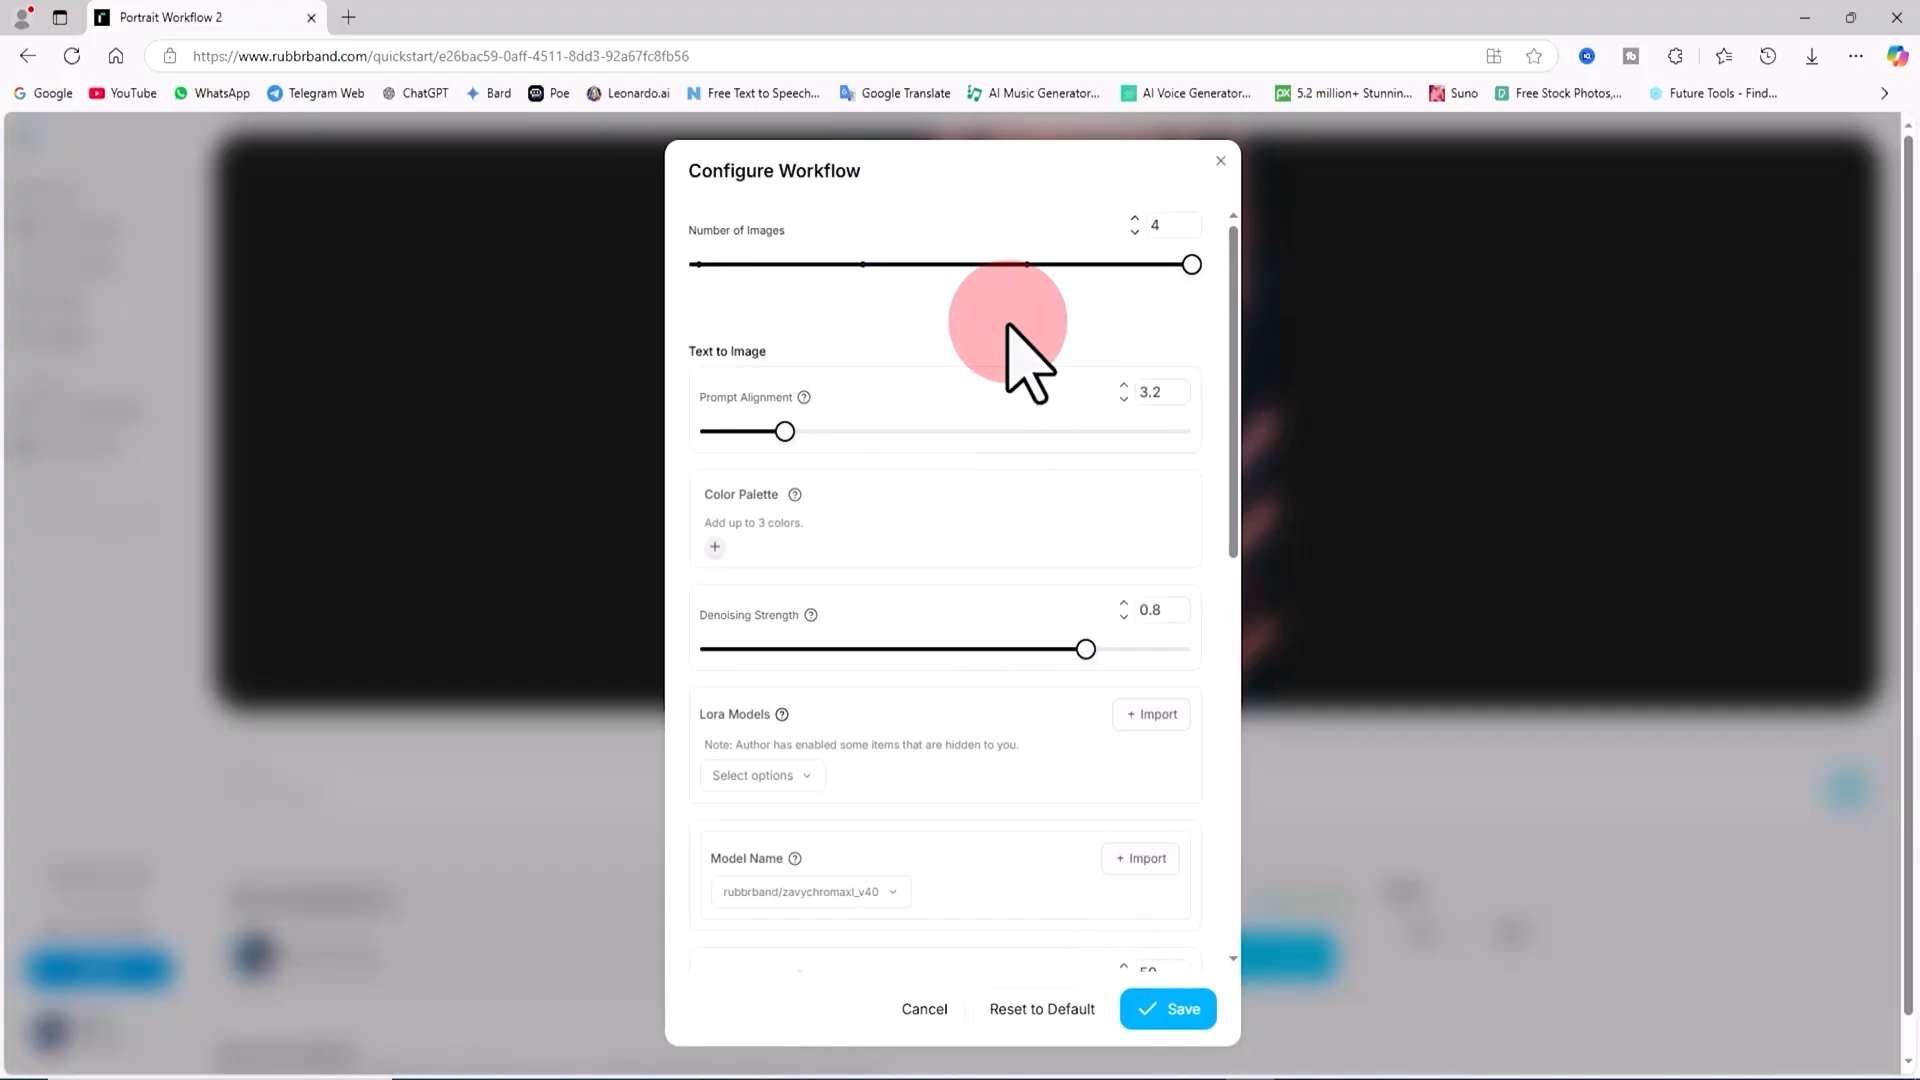 Portrait Workflow 2
https://www.rubbrband.com/quickstart/e26bac59-0aff-4511-8dd3-92a67fc8fb56
Google YouTube WhatsApp Telegram Web ChatGPT Bard Poe Leonardo.ai Free Text to Speech... Google Translate AI Music Generator... AI Voice Generator... 5.2 million+ Stunnin... Suno Free Stock Photos,... Future Tools - Find...
Configure Workflow
Number of Images 4
Text to Image
Prompt Alignment 3.2
Color Palette
Add up to 3 colors.
+
Denoising Strength 0.8
Lora Models + Import
Note: Author has enabled some items that are hidden to you.
Select options
Model Name + Import
rubbrband/zavychromaxl_v40
50
Cancel Reset to Default Save